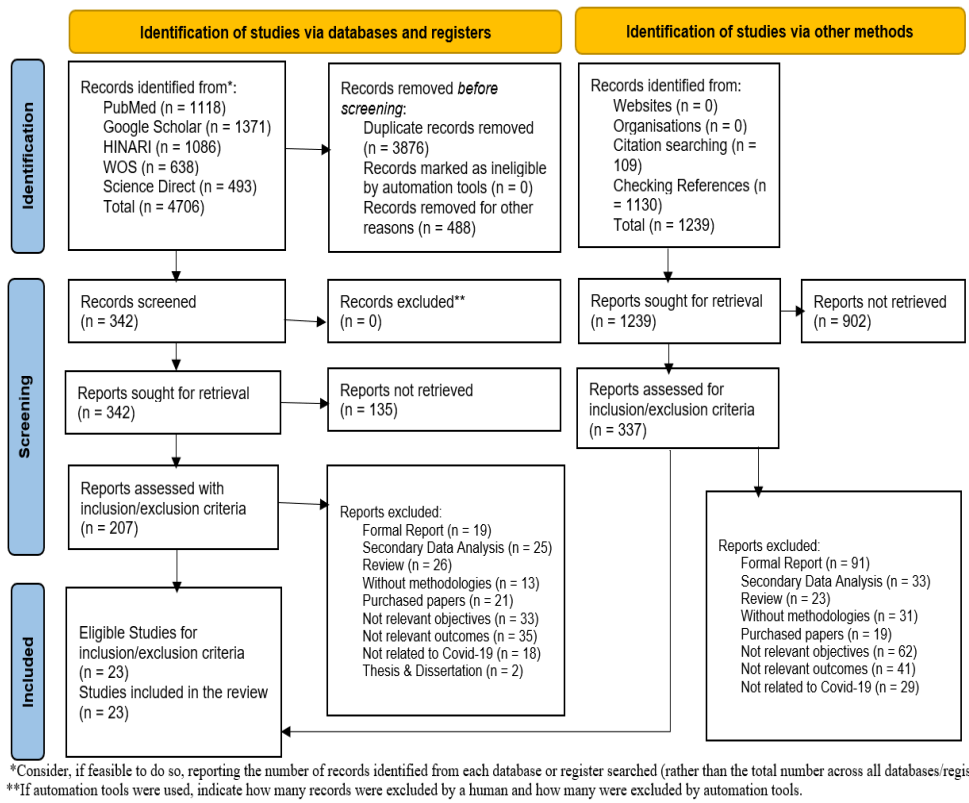 Identification of studies via databases and registers
Identification of studies via other methods
Identification
Records identified from*:
PubMed (n = 1118)
Google Scholar (n = 1371)
HINARI (n = 1086)
WOS (n = 638)
Science Direct (n = 493)
Total (n = 4706)
Records removed before
screening:
Duplicate records removed
(n = 3876)
Records marked as ineligible
by automation tools (n = 0)
Records removed for other
reasons (n = 488)
Records identified from:
Websites (n = 0)
Organisations (n = 0)
Citation searching (n =
109)
Checking References (n
= 1130)
Total (n = 1239)
Screening
Records screened
(n = 342)
Records excluded**
(n = 0)
Reports sought for retrieval
(n = 1239)
Reports not retrieved
(n = 902)
Reports sought for retrieval
(n = 342)
Reports not retrieved
(n = 135)
Reports assessed for
inclusion/exclusion criteria
(n = 337)
Reports assessed with
inclusion/exclusion criteria
(n = 207)
Reports excluded:
Formal Report (n = 19)
Secondary Data Analysis (n = 25)
Review (n = 26)
Without methodologies (n = 13)
Purchased papers (n = 21)
Not relevant objectives (n = 33)
Not relevant outcomes (n = 35)
Not related to Covid-19 (n = 18)
Thesis & Dissertation (n = 2)
Reports excluded:
Formal Report (n = 91)
Secondary Data Analysis (n = 33)
Review (n = 23)
Without methodologies (n = 31)
Purchased papers (n = 19)
Not relevant objectives (n = 62)
Not relevant outcomes (n = 41)
Not related to Covid-19 (n = 29)
Included
Eligible Studies for
inclusion/exclusion criteria
(n = 23)
Studies included in the review
(n = 23)
*Consider, if feasible to do so, reporting the number of records identified from each database or register searched (rather than the total number across all databases/regis
**If automation tools were used, indicate how many records were excluded by a human and how many were excluded by automation tools.